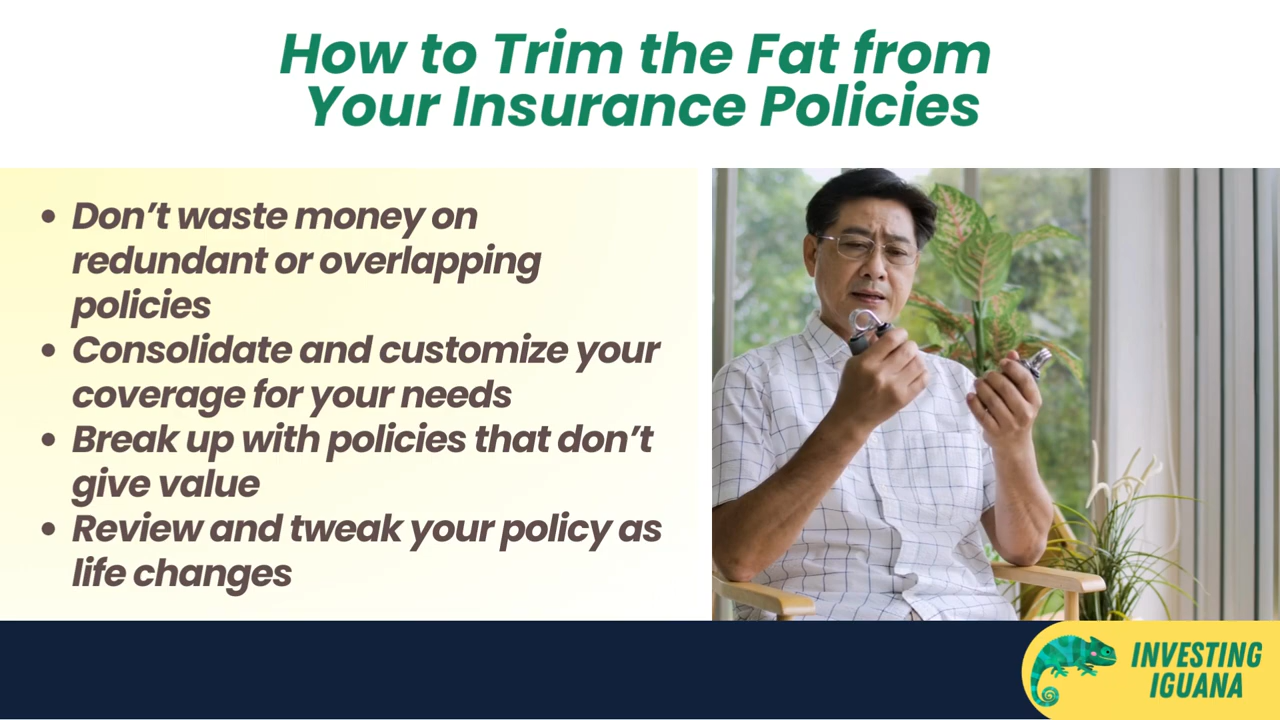 How to Trim the Fat from
Your Insurance Policies
• Don’t waste money on
redundant or overlapping
policies
• Consolidate and customize your
coverage for your needs
• Break up with policies that don’t
give value
• Review and tweak your policy as
life changes
INVESTING
IGUANA